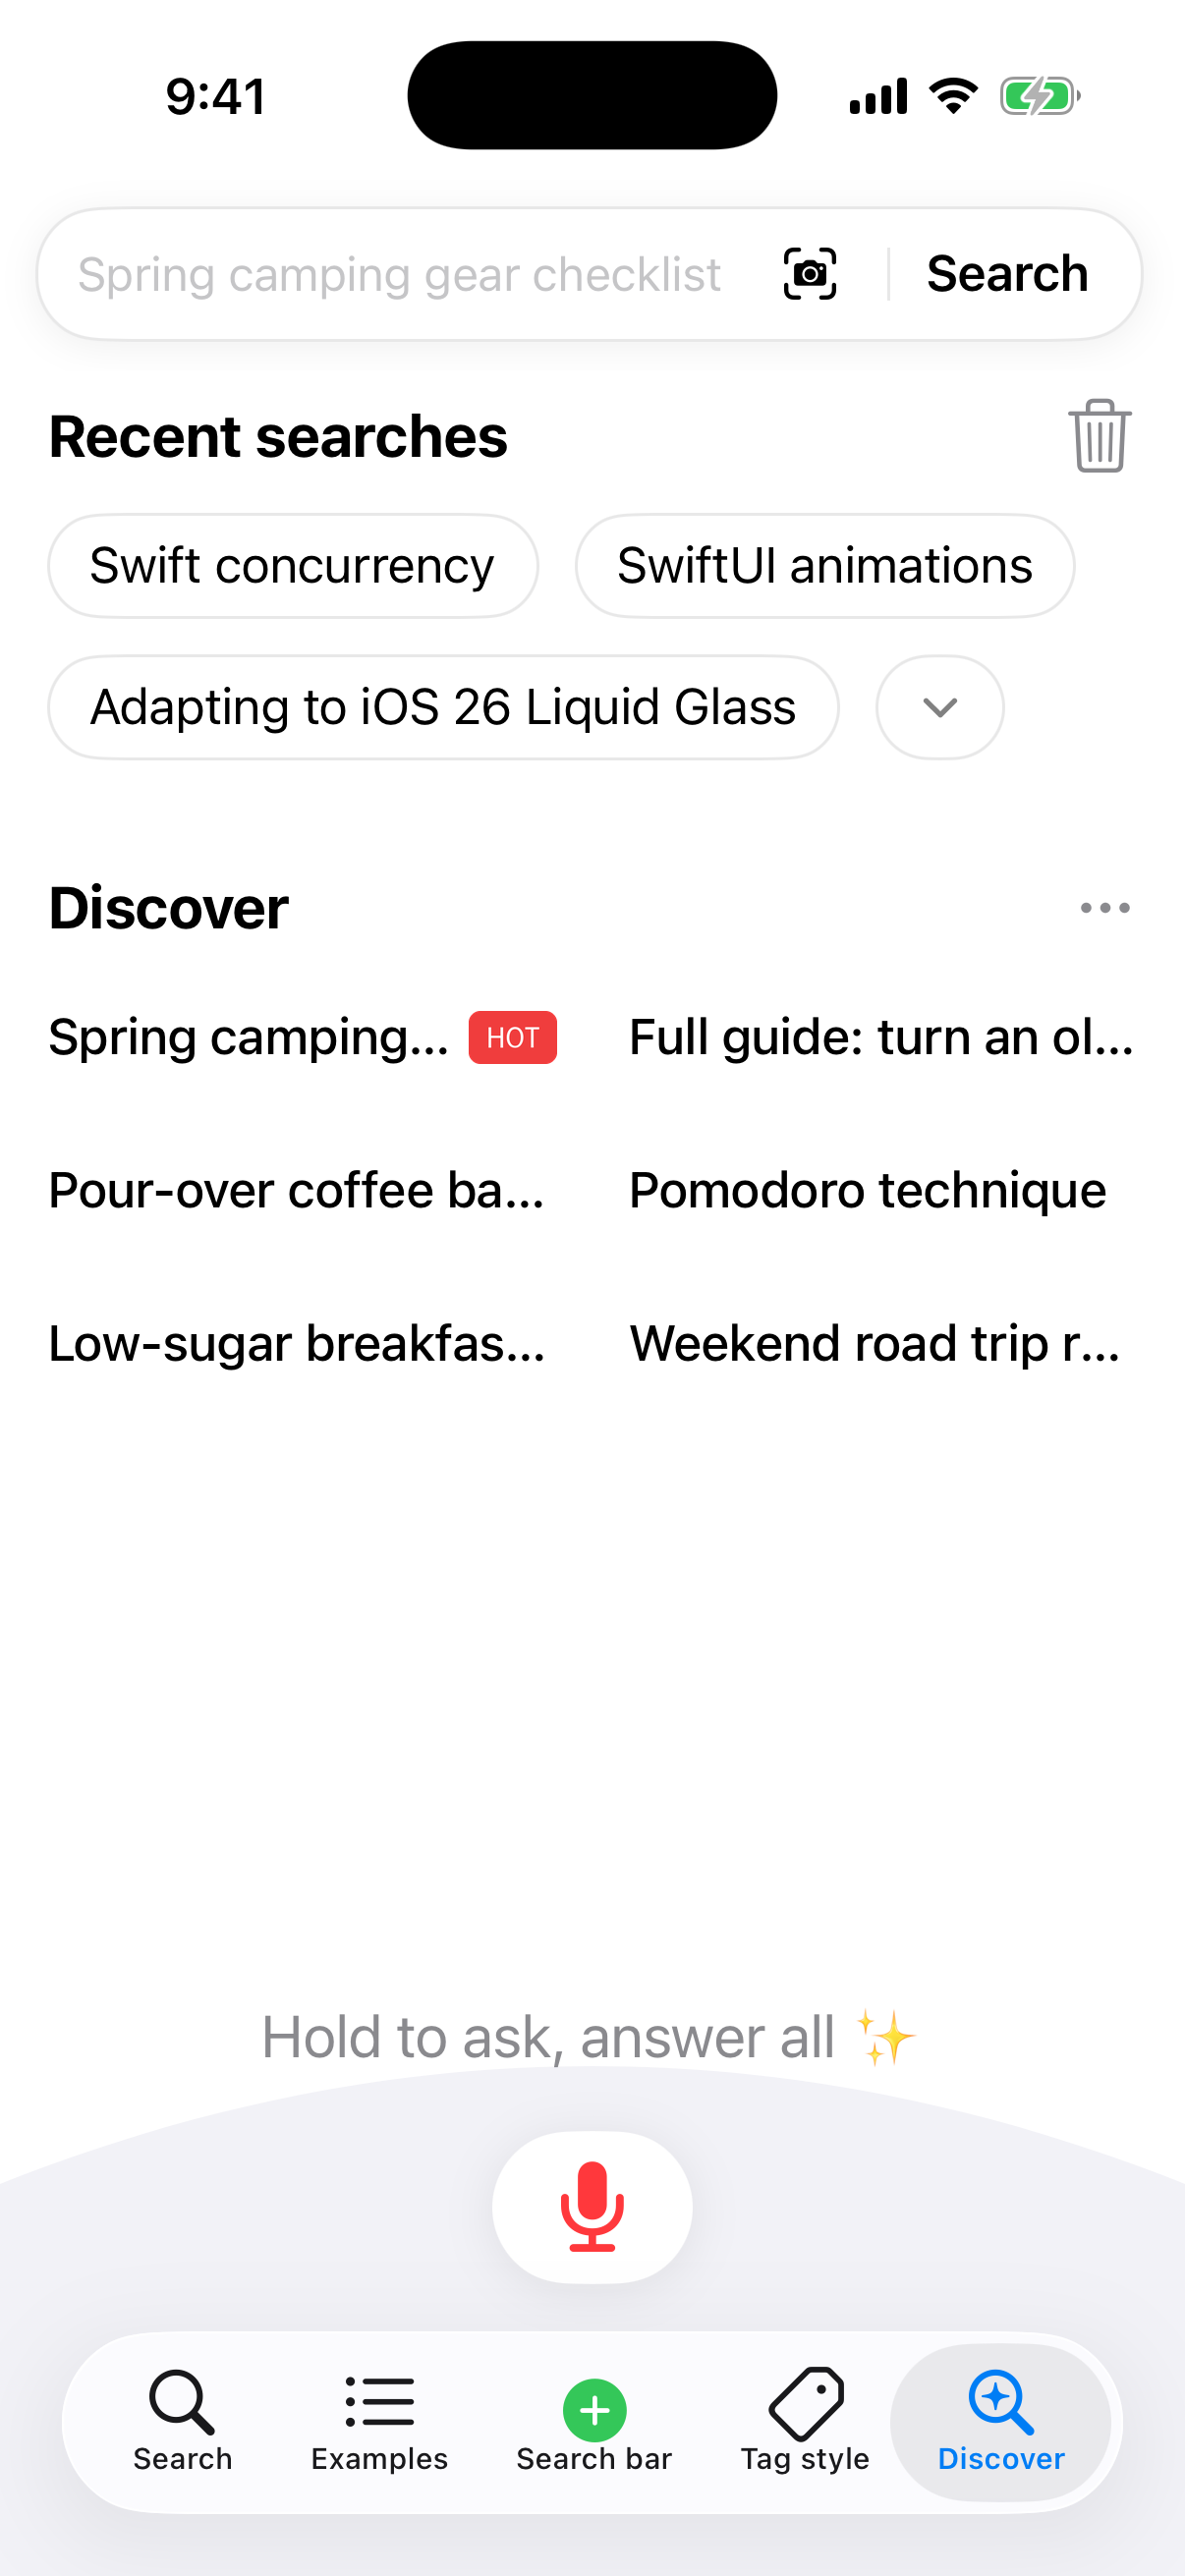 9:41
Spring camping gear checklist
Search
Recent searches
Swift concurrency
SwiftUI animations
Adapting to iOS 26 Liquid Glass
Discover
Spring camping... HOT
Full guide: turn an ol...
Pour-over coffee ba...
Pomodoro technique
Low-sugar breakfas...
Weekend road trip r...
Hold to ask, answer all ✨
Search
Examples
Search bar
Tag style
Discover